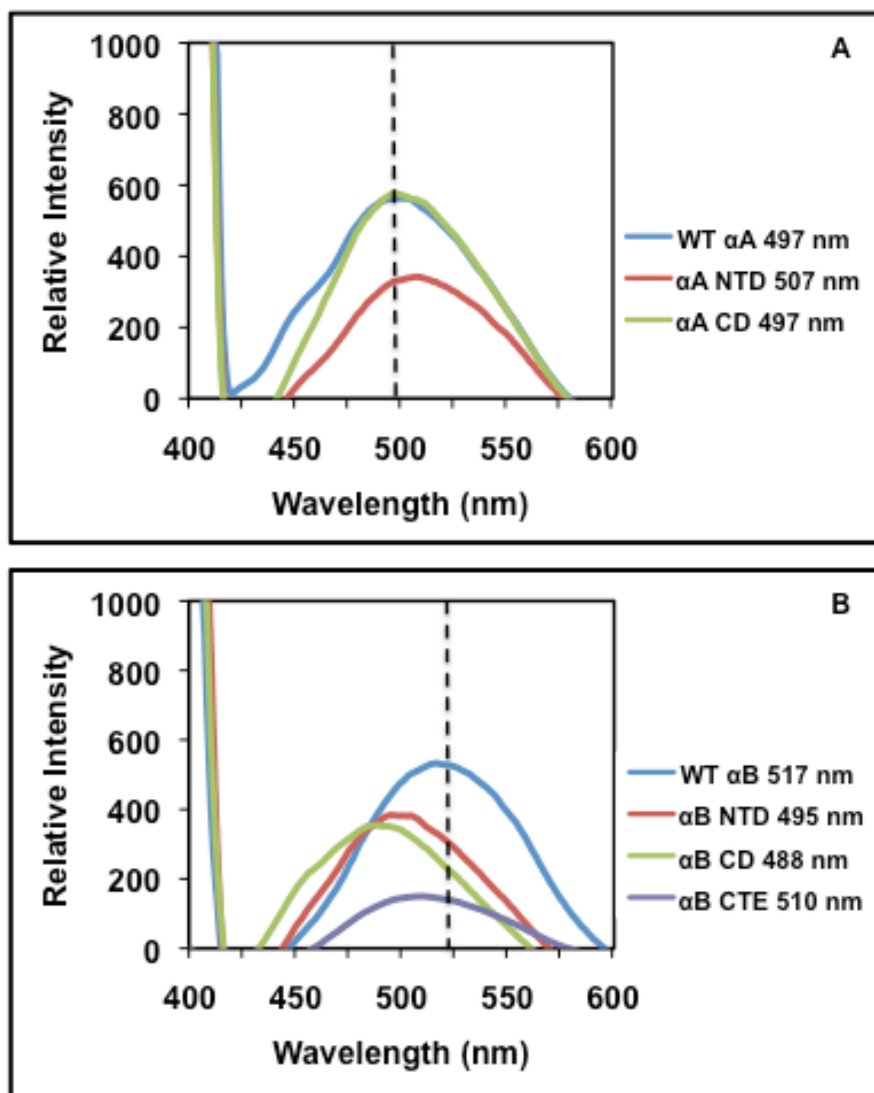 A
1000
800
600
400
200
0
Relative Intensity
400 450 500 550 600
Wavelength (nm)
WT αA 497 nm
αA NTD 507 nm
αA CD 497 nm
B
1000
800
600
400
200
0
Relative Intensity
400 450 500 550 600
Wavelength (nm)
WT αB 517 nm
αB NTD 495 nm
αB CD 488 nm
αB CTE 510 nm